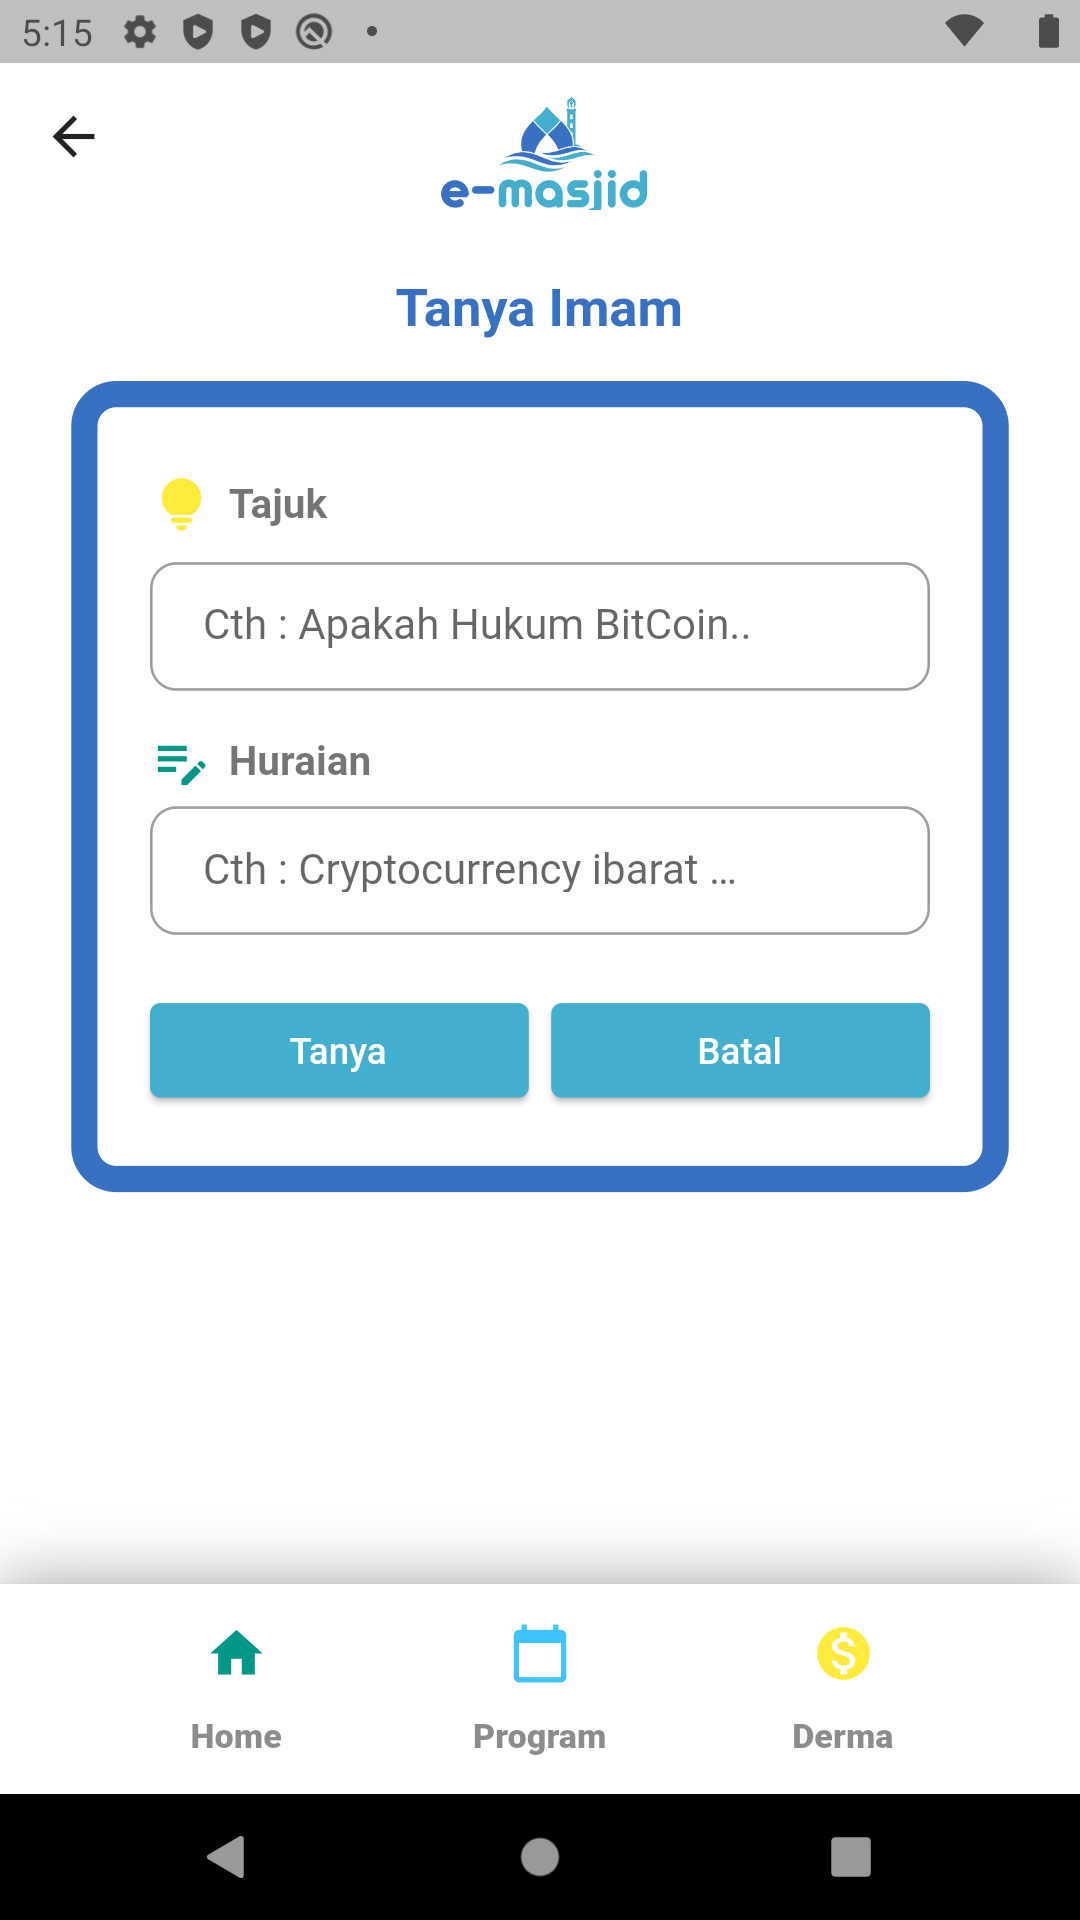 5:15
e-masjid
Tanya Imam
Tajuk
Cth : Apakah Hukum BitCoin..
Huraian
Cth : Cryptocurrency ibarat ...
Tanya
Batal
Home
Program
Derma